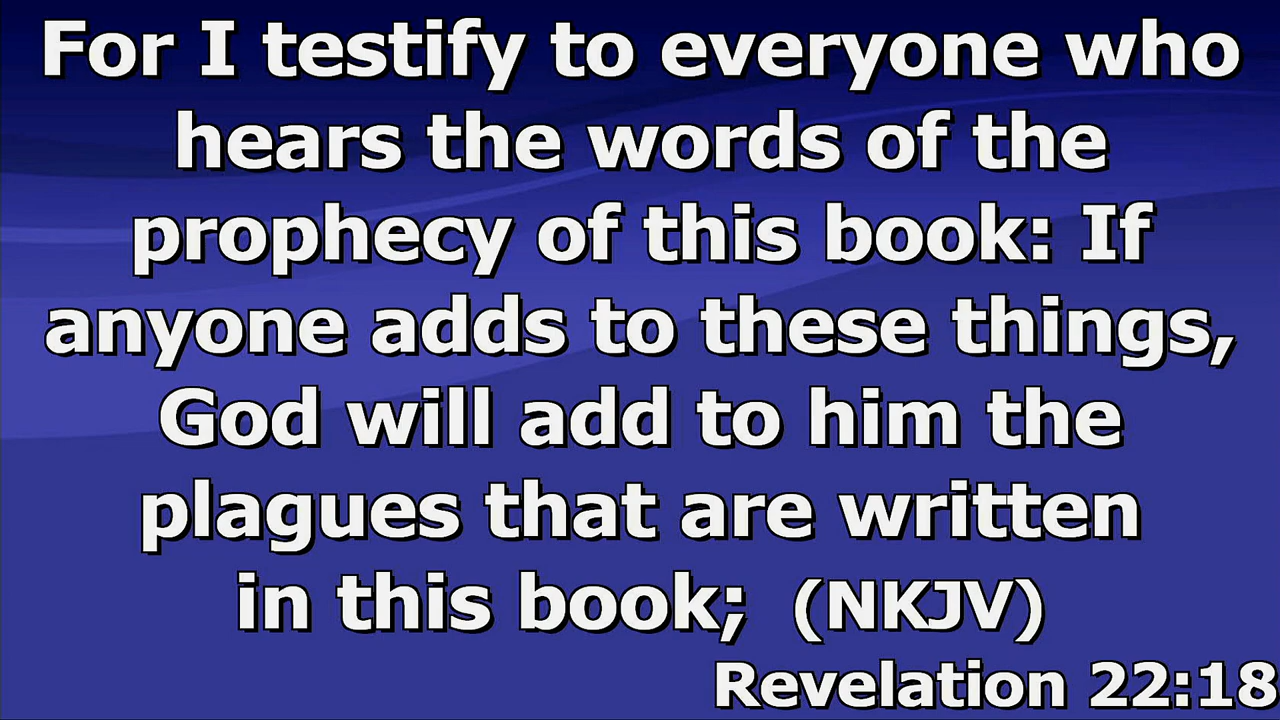 For I testify to everyone who
hears the words of the
prophecy of this book: If
anyone adds to these things,
God will add to him the
plagues that are written
in this book; (NKJV)
Revelation 22:18